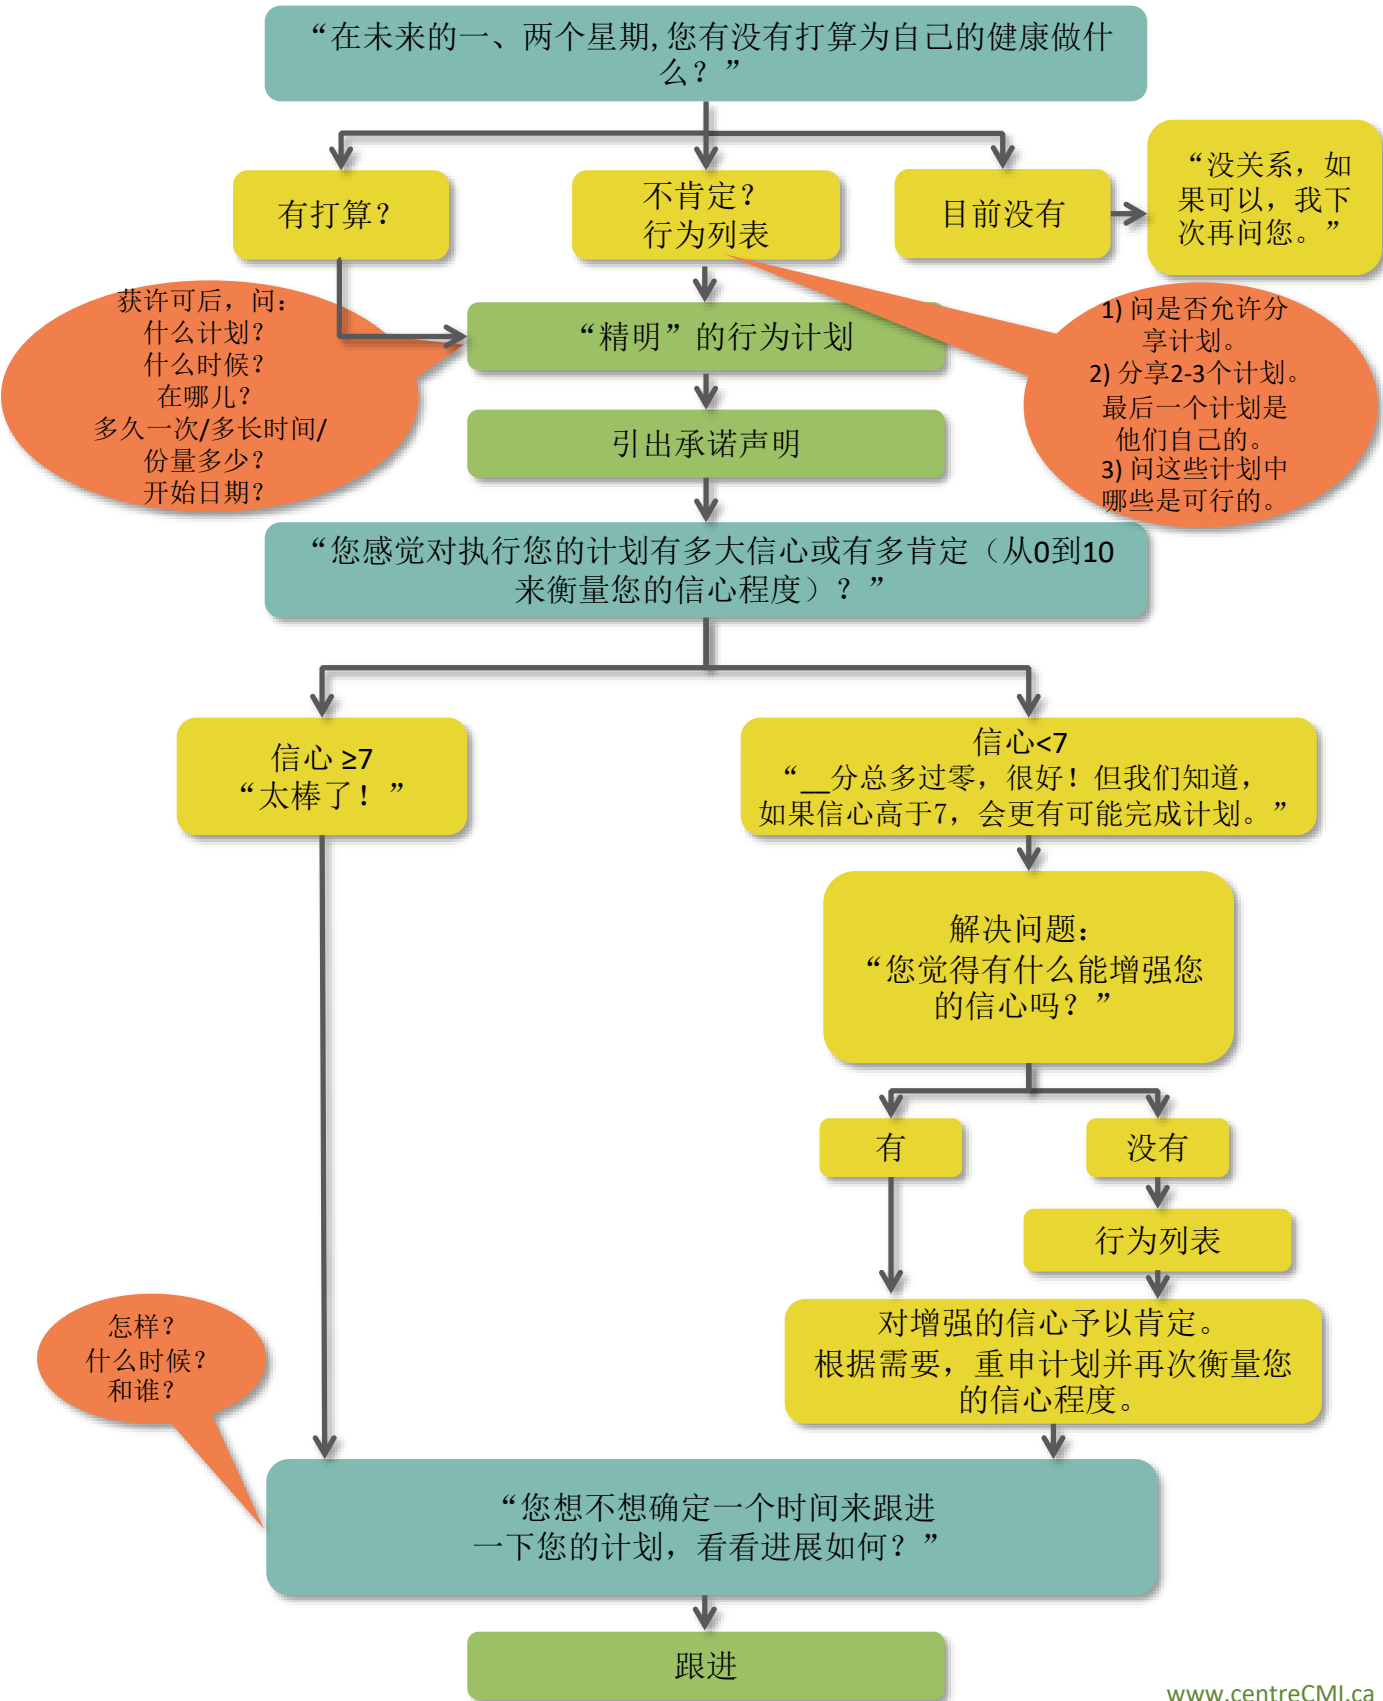 “在未来的一、两个星期,您有没有打算为自己的健康做什
么？”
有打算？
不肯定？
行为列表
目前没有
“没关系，如
果可以，我下
次再问您。”
获许可后，问：
什么计划？
什么时候？
在哪儿？
多久一次/多长时间/
份量多少？
开始日期？
“精明”的行为计划
1) 问是否允许分
享计划。
2) 分享2-3个计划。
最后一个计划是
他们自己的。
3) 问这些计划中
哪些是可行的。
引出承诺声明
“您感觉对执行您的计划有多大信心或有多肯定（从0到10
来衡量您的信心程度）？”
信心 ≥7
“太棒了！”
信心<7
“__分总多过零，很好！但我们知道，
如果信心高于7，会更有可能完成计划。”
解决问题：
“您觉得有什么能增强您
的信心吗？”
有
没有
行为列表
对增强的信心予以肯定。
根据需要，重申计划并再次衡量您
的信心程度。
怎样？
什么时候？
和谁？
“您想不想确定一个时间来跟进
一下您的计划，看看进展如何？”
跟进
www.centreCMI.ca